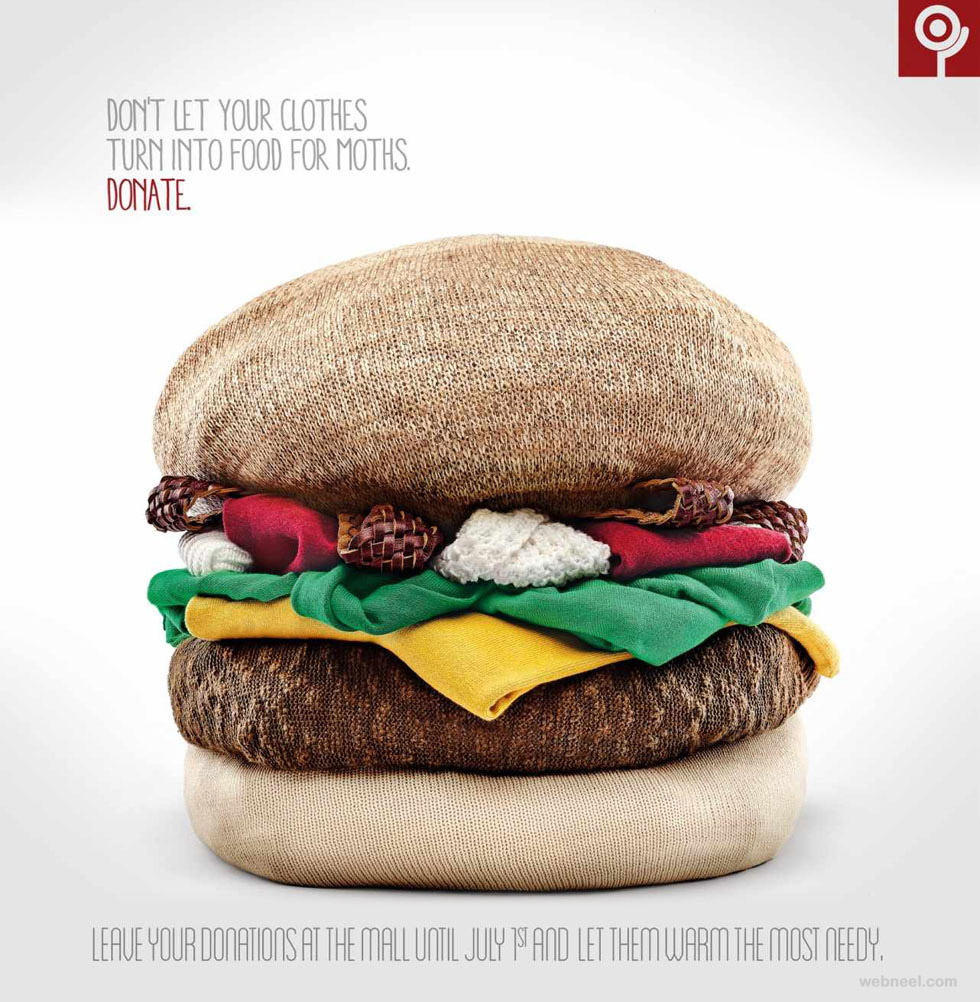 DON'T LET YOUR CLOTHES
TURN INTO FOOD FOR MOTHS.
DONATE.
LEAVE YOUR DONATIONS AT THE MALL UNTIL JULY 1ST AND LET THEM WARM THE MOST NEEDY.
webneel.com